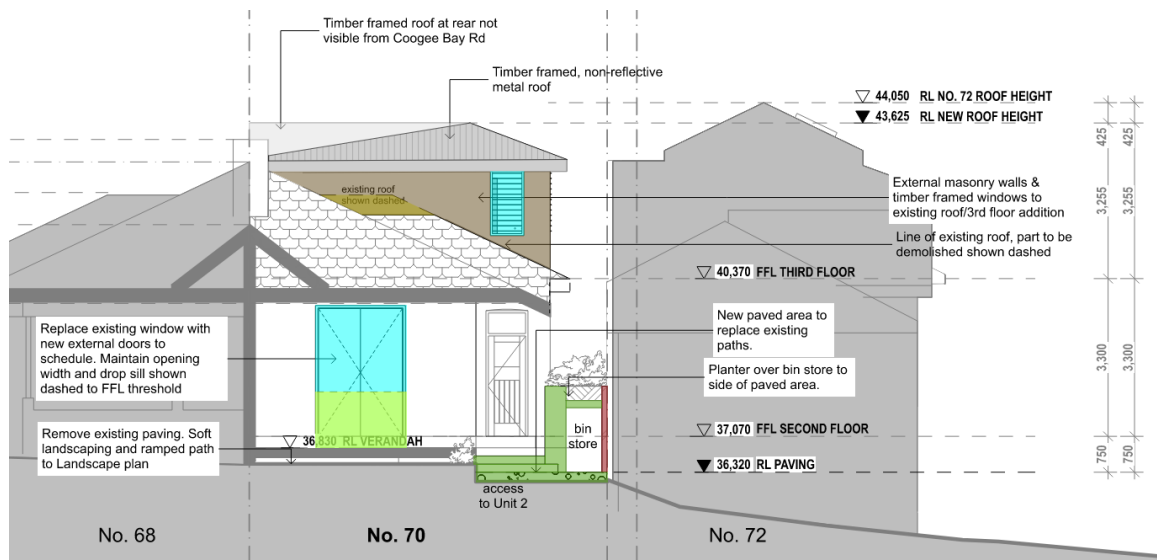 Timber framed roof at rear not
visible from Coogee Bay Rd
Timber framed, non-reflective
metal roof
44,050 RL NO. 72 ROOF HEIGHT
43,625 RL NEW ROOF HEIGHT
425
425
existing roof
shown dashed
External masonry walls &
timber framed windows to
existing roof/3rd floor addition
3,255
3,255
Line of existing roof, part to be
demolished shown dashed
40,370 FFL THIRD FLOOR
Replace existing window with
new external doors to
schedule. Maintain opening
width and drop sill shown
dashed to FFL threshold
New paved area to
replace existing
paths.
3,300
3,300
Planter over bin store to
side of paved area.
Remove existing paving. Soft
landscaping and ramped path
to Landscape plan
36,830 RL VERANDAH
bin
store
37,070 FFL SECOND FLOOR
750
750
36,320 RL PAVING
access
to Unit 2
No. 68
No. 70
No. 72